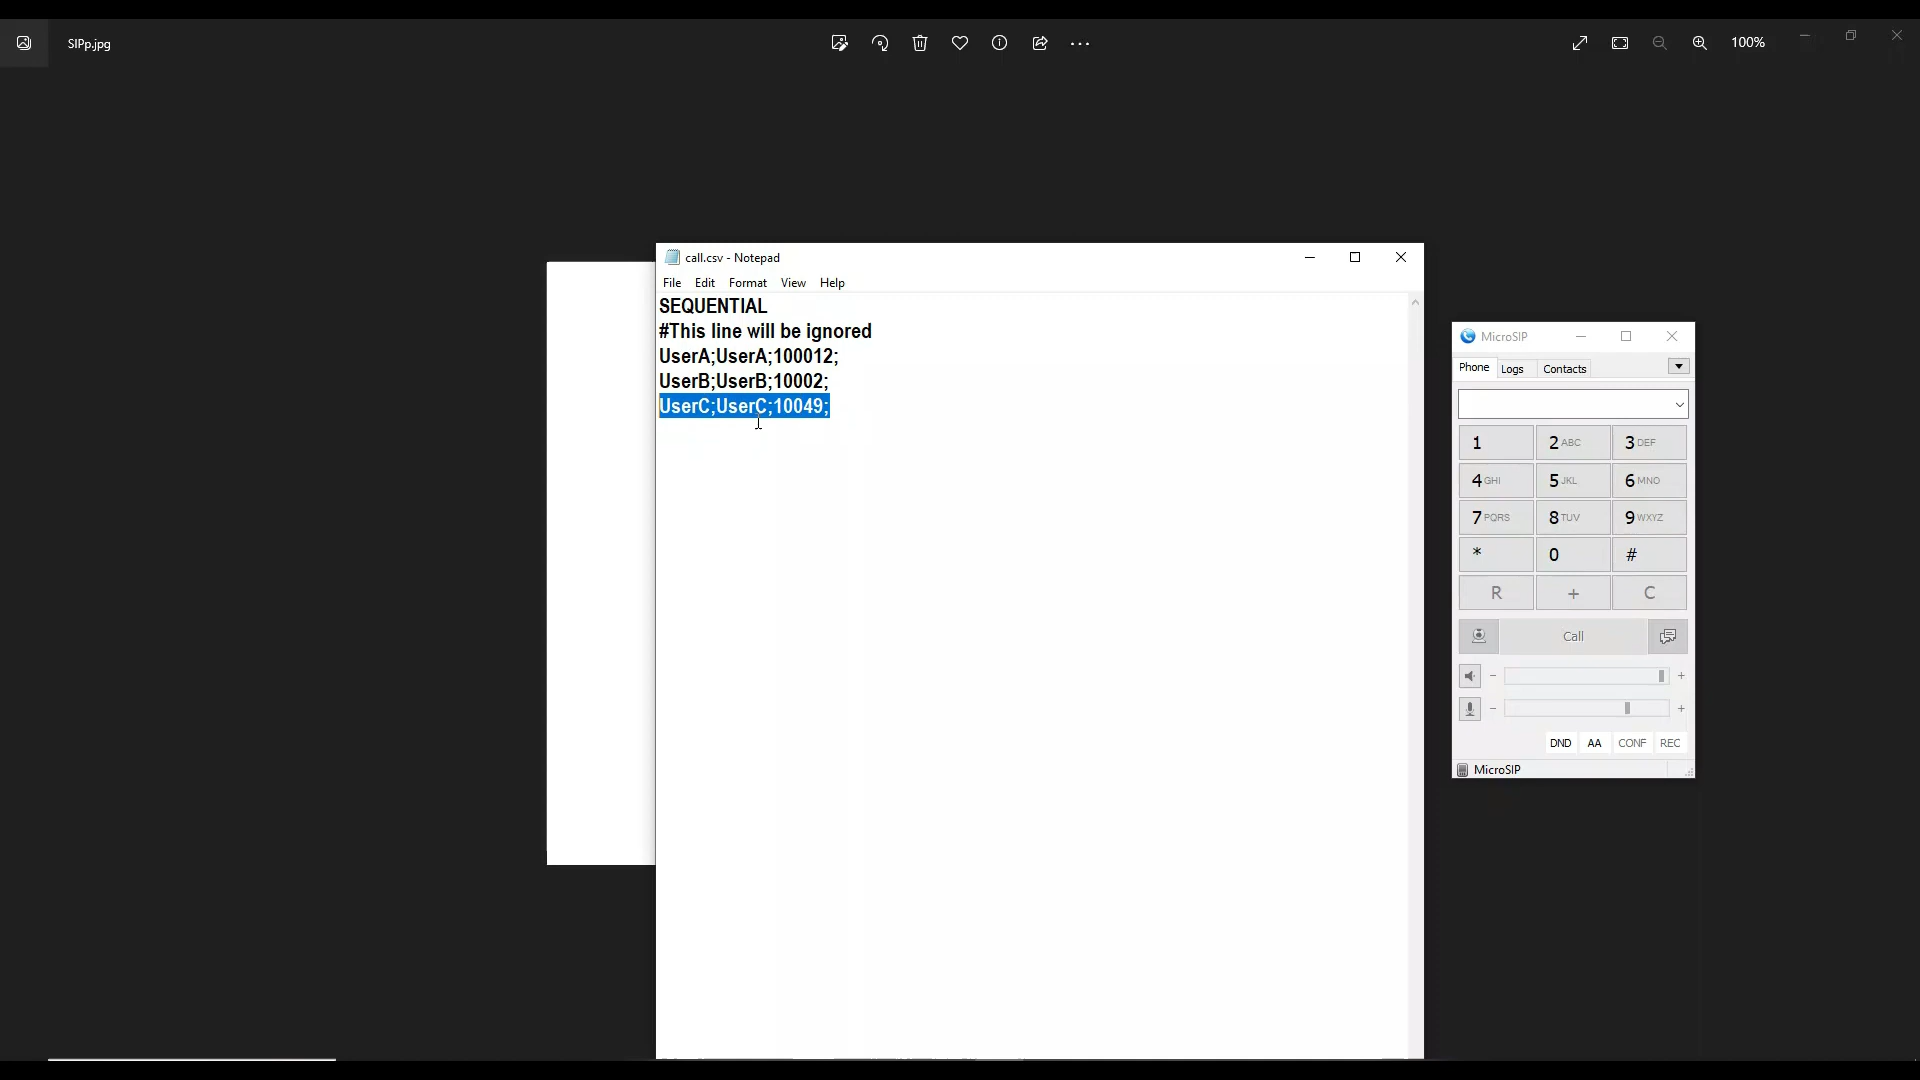 SIPp.jpg
100%
call.csv - Notepad
File Edit Format View Help
SEQUENTIAL
#This line will be ignored
UserA;UserA;100012;
UserB;UserB;10002;
UserC;UserC;10049;
MicroSIP
Phone Logs Contacts
1 2 ABC 3 DEF
4 GHI 5 JKL 6 MNO
7 PQRS 8 TUV 9 WXYZ
* 0 #
R + C
Call
- +
- +
DND AA CONF REC
MicroSIP